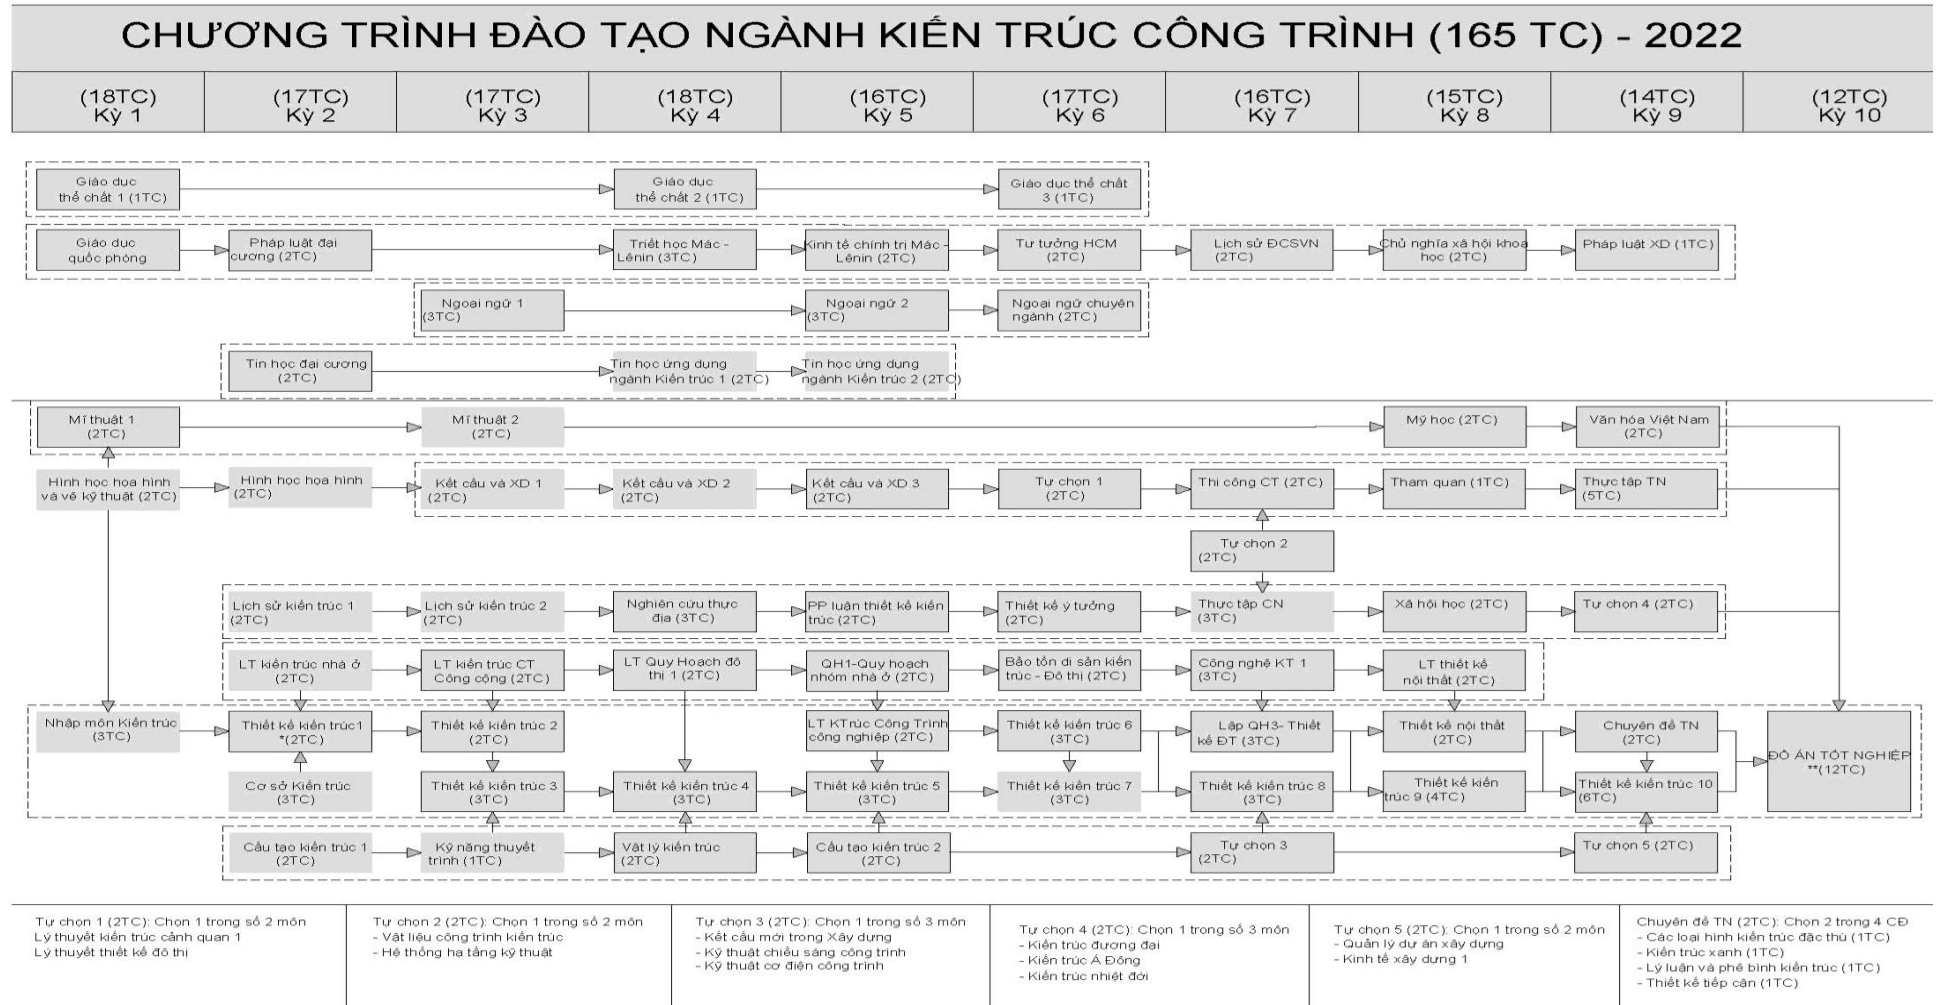 CHƯƠNG TRÌNH ĐÀO TẠO NGÀNH KIẾN TRÚC CÔNG TRÌNH (165 TC) - 2022
(18TC)
Kỳ 1
(17TC)
Kỳ 2
(17TC)
Kỳ 3
(18TC)
Kỳ 4
(16TC)
Kỳ 5
(17TC)
Kỳ 6
(16TC)
Kỳ 7
(15TC)
Kỳ 8
(14TC)
Kỳ 9
(12TC)
Kỳ 10
Giáo dục
thể chất 1 (1TC)
Giáo dục
thể chất 2 (1TC)
Giáo dục thể chất
3 (1TC)
Giáo dục
quốc phòng
Pháp luật đại
cương (2TC)
Triết học Mác -
Lênin (3TC)
Kinh tế chính trị Mác -
Lênin (2TC)
Tư tưởng HCM
(2TC)
Lịch sử ĐCSVN
(2TC)
Chủ nghĩa xã hội khoa
học (2TC)
Pháp luật XD (1TC)
Ngoại ngữ 1
(3TC)
Ngoại ngữ 2
(3TC)
Ngoại ngữ chuyên
ngành (2TC)
Tin học đại cương
(2TC)
Tin học ứng dụng
ngành Kiến trúc 1 (2TC)
Tin học ứng dụng
ngành Kiến trúc 2 (2TC)
Mĩ thuật 1
(2TC)
Mĩ thuật 2
(2TC)
Mỹ học (2TC)
Văn hóa Việt Nam
(2TC)
Hình học họa hình
và vẽ kỹ thuật (2TC)
Hình học họa hình
(2TC)
Kết cấu và XD 1
(2TC)
Kết cấu và XD 2
(2TC)
Kết cấu và XD 3
(2TC)
Tự chọn 1
(2TC)
Thi công CT (2TC)
Tham quan (1TC)
Thực tập TN
(5TC)
Tự chọn 2
(2TC)
Lịch sử kiến trúc 1
(2TC)
Lịch sử kiến trúc 2
(2TC)
Nghiên cứu thực
địa (3TC)
PP luận thiết kế kiến
trúc (2TC)
Thiết kế ý tưởng
(2TC)
Thực tập CN
(3TC)
Xã hội học (2TC)
Tự chọn 4 (2TC)
LT kiến trúc nhà ở
(2TC)
LT kiến trúc CT
Công cộng (2TC)
LT Quy Hoạch đô
thị 1 (2TC)
QH1-Quy hoạch
nhóm nhà ở (2TC)
Bảo tồn di sản kiến
trúc - Đô thị (2TC)
Công nghệ KT 1
(3TC)
LT thiết kế
nội thất (2TC)
Nhập môn Kiến trúc
(3TC)
Thiết kế kiến trúc1
*(2TC)
Thiết kế kiến trúc 2
(2TC)
LT KTrúc Công Trình
công nghiệp (2TC)
Thiết kế kiến trúc 6
(3TC)
Lập QH3- Thiết
kế ĐT (3TC)
Thiết kế nội thất
(2TC)
Chuyên đề TN
(2TC)
ĐỒ ÁN TỐT NGHIỆP
**(12TC)
Cơ sở Kiến trúc
(3TC)
Thiết kế kiến trúc 3
(3TC)
Thiết kế kiến trúc 4
(3TC)
Thiết kế kiến trúc 5
(3TC)
Thiết kế kiến trúc 7
(3TC)
Thiết kế kiến trúc 8
(3TC)
Thiết kế kiến
trúc 9 (4TC)
Thiết kế kiến trúc 10
(6TC)
Cấu tạo kiến trúc 1
(2TC)
Kỹ năng thuyết
trình (1TC)
Vật lý kiến trúc
(2TC)
Cấu tạo kiến trúc 2
(2TC)
Tự chọn 3
(2TC)
Tự chọn 5 (2TC)
Tự chọn 1 (2TC): Chọn 1 trong số 2 môn
Lý thuyết kiến trúc cảnh quan 1
Lý thuyết thiết kế đô thị
Tự chọn 2 (2TC): Chọn 1 trong số 2 môn
- Vật liệu công trình kiến trúc
- Hệ thống hạ tầng kỹ thuật
Tự chọn 3 (2TC): Chọn 1 trong số 3 môn
- Kết cấu mới trong Xây dựng
- Kỹ thuật chiếu sáng công trình
- Kỹ thuật cơ điện công trình
Tự chọn 4 (2TC): Chọn 1 trong số 3 môn
- Kiến trúc đương đại
- Kiến trúc Á Đông
- Kiến trúc nhiệt đới
Tự chọn 5 (2TC): Chọn 1 trong số 2 môn
- Quản lý dự án xây dựng
- Kinh tế xây dựng 1
Chuyên đề TN (2TC): Chọn 2 trong 4 CĐ
- Các loại hình kiến trúc đặc thù (1TC)
- Kiến trúc xanh (1TC)
- Lý luận và phê bình kiến trúc (1TC)
- Thiết kế tiếp cận (1TC)